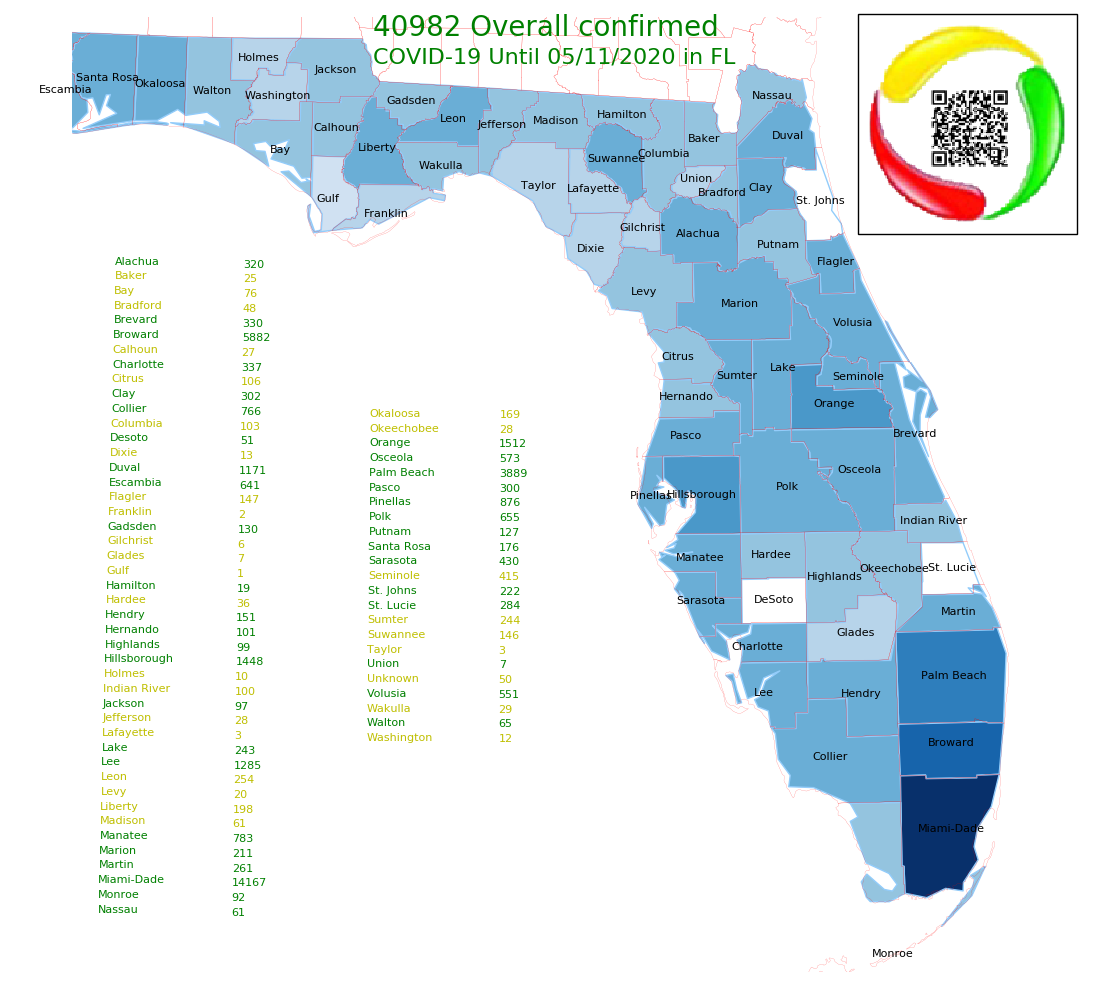 40982 Overall confirmed
COVID-19 Until 05/11/2020 in FL
Holmes
Jackson
Santa Rosa
Okaloosa
Walton
Escambia
Washington
Nassau
Gadsden
Hamilton
Leon
Jefferson
Madison
Calhoun
Duval
Baker
Liberty
Bay
Columbia
Suwannee
Wakulla
Union
Taylor
Lafayette
Clay
Bradford
Gulf
St. Johns
Franklin
Gilchrist
Alachua
Dixie
Putnam
Flagler
Levy
Marion
Volusia
Citrus
Lake
Sumter
Seminole
Hernando
Orange
Pasco
Brevard
Osceola
Polk
Pinellas
Hillsborough
Indian River
Manatee
Hardee
Highlands
Okeechobee
St. Lucie
Sarasota
DeSoto
Martin
Glades
Charlotte
Palm Beach
Lee
Hendry
Broward
Collier
Miami-Dade
Monroe
Alachua 320
Baker 25
Bay 76
Bradford 48
Brevard 330
Broward 5882
Calhoun 27
Charlotte 337
Citrus 106
Clay 302
Collier 766
Columbia 103
Desoto 51
Dixie 13
Duval 1171
Escambia 641
Flagler 147
Franklin 2
Gadsden 130
Gilchrist 6
Glades 7
Gulf 1
Hamilton 19
Hardee 36
Hendry 151
Hernando 101
Highlands 99
Hillsborough 1448
Holmes 10
Indian River 100
Jackson 97
Jefferson 28
Lafayette 3
Lake 243
Lee 1285
Leon 254
Levy 20
Liberty 198
Madison 61
Manatee 783
Marion 211
Martin 261
Miami-Dade 14167
Monroe 92
Nassau 61
Okaloosa 169
Okeechobee 28
Orange 1512
Osceola 573
Palm Beach 3889
Pasco 300
Pinellas 876
Polk 655
Putnam 127
Santa Rosa 176
Sarasota 430
Seminole 415
St. Johns 222
St. Lucie 284
Sumter 244
Suwannee 146
Taylor 3
Union 7
Unknown 50
Volusia 551
Wakulla 29
Walton 65
Washington 12